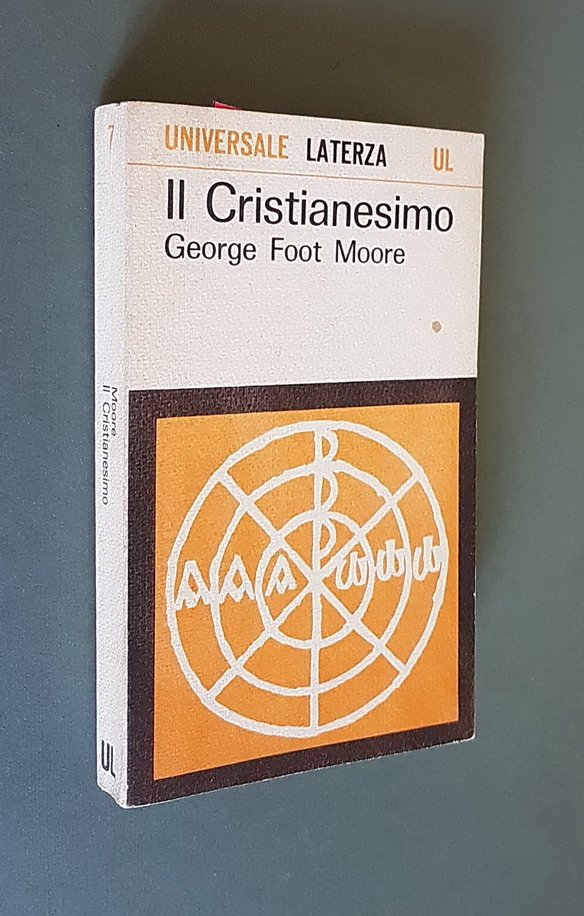 UNIVERSALE LATERZA UL
Il Cristianesimo
George Foot Moore
7
Moore
Il Cristianesimo
UL